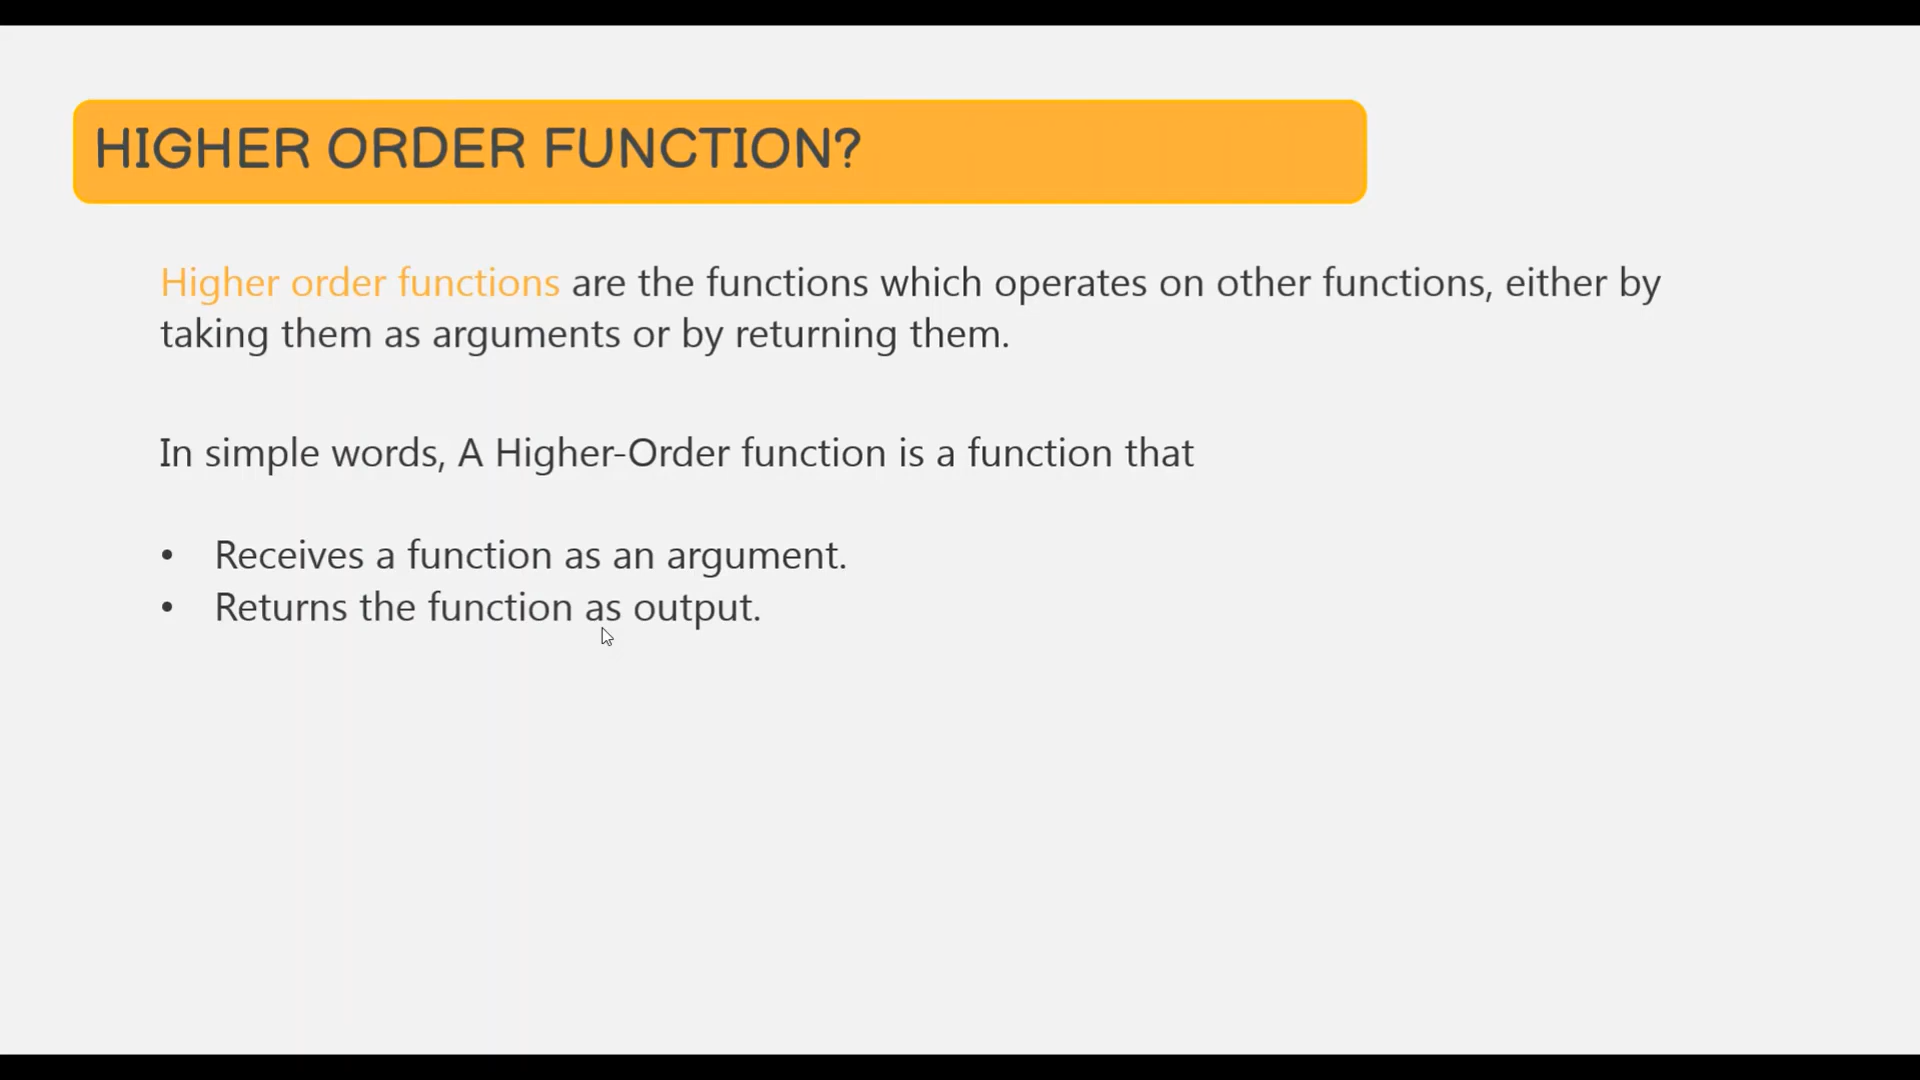 HIGHER ORDER FUNCTION?
Higher order functions are the functions which operates on other functions, either by
taking them as arguments or by returning them.
In simple words, A Higher-Order function is a function that
• Receives a function as an argument.
• Returns the function as output.